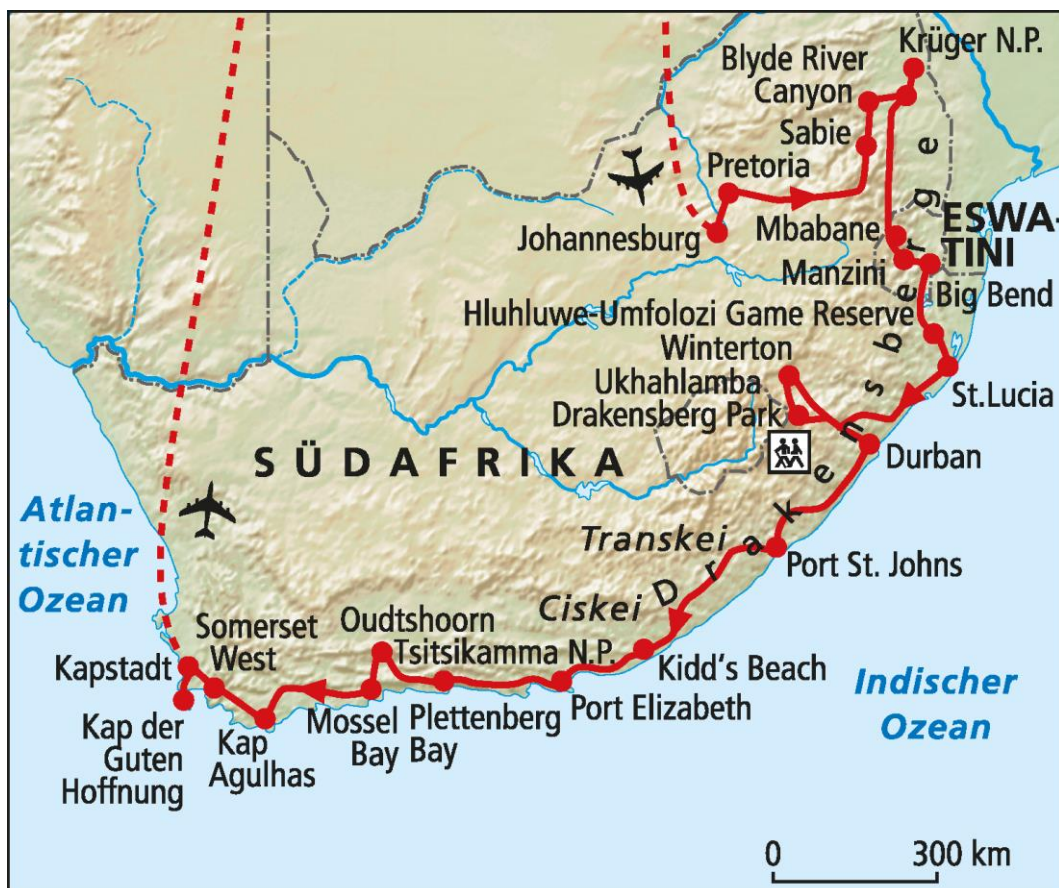 Krüger N.P.
Blyde River
Canyon
Sabie
Pretoria
Johannesburg
Mbabane
ESWA-
TINI
Manzini
Big Bend
Hluhluwe-Umfolozi Game Reserve
Winterton
Ukhahlamba
Drakensberg Park
St.Lucia
Durban
SÜDAFRIKA
Drakensberge
Atlan-
tischer
Ozean
Transkei
Port St. Johns
Ciskei
Oudtshoorn
Somerset
West
Tsitsikamma N.P.
Kapstadt
Kidd's Beach
Indischer
Ozean
Port Elizabeth
Mossel
Bay
Plettenberg
Bay
Kap der
Guten
Hoffnung
Kap
Agulhas
0 300 km